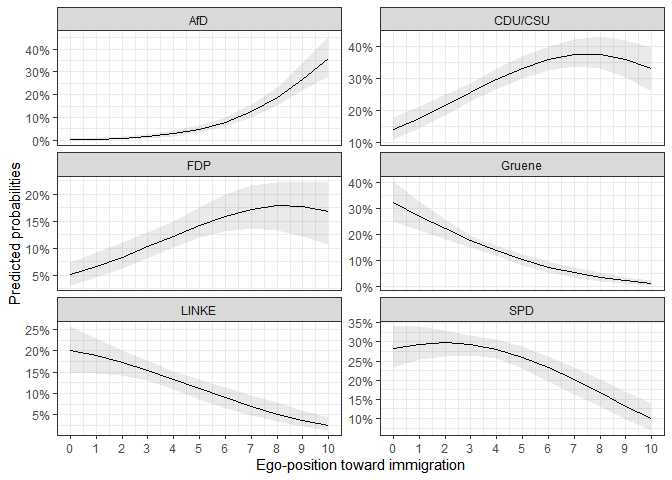 AfD
CDU/CSU
40%
30%
20%
10%
0%
40%
30%
20%
10%
FDP
Gruene
20%
15%
10%
5%
40%
30%
20%
10%
0%
LINKE
SPD
25%
20%
15%
10%
5%
35%
30%
25%
20%
15%
10%
0 1 2 3 4 5 6 7 8 9 10
0 1 2 3 4 5 6 7 8 9 10
Predicted probabilities
Ego-position toward immigration